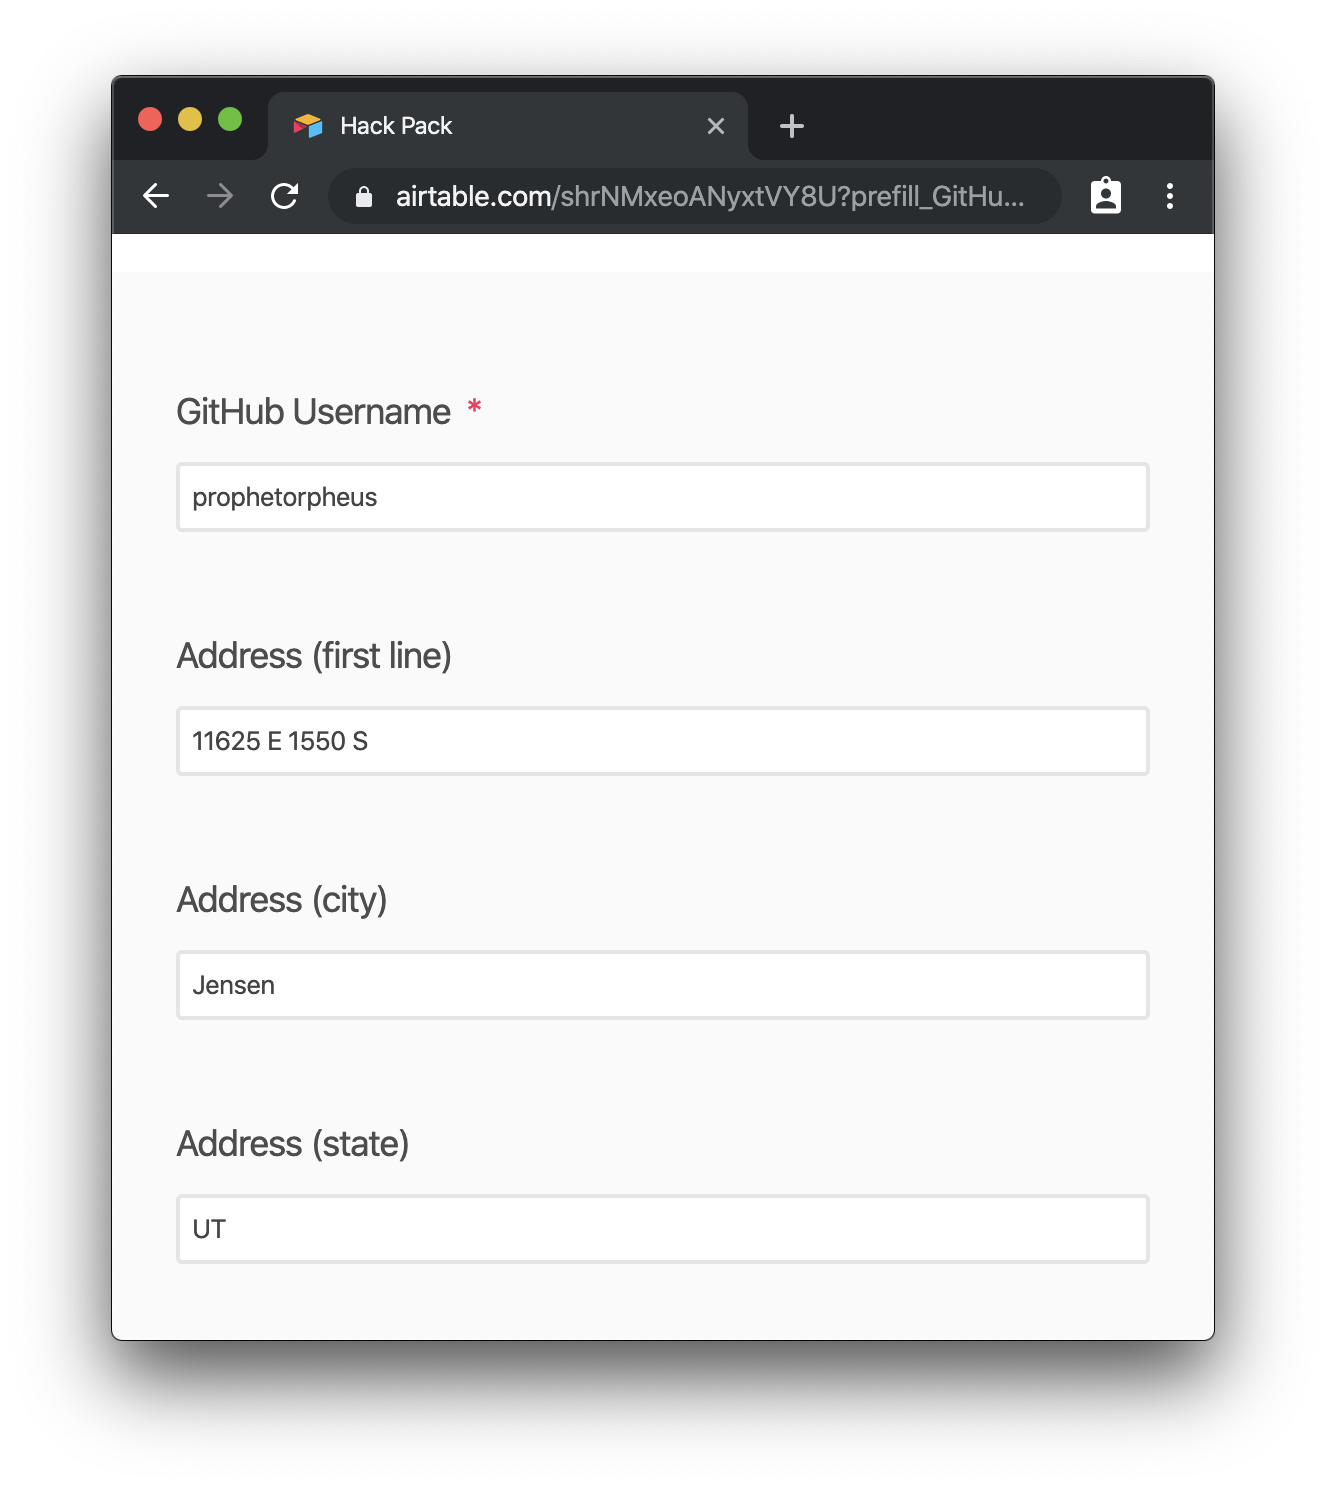 Hack Pack
airtable.com/shrNMxeoANyxtVY8U?prefill_GitHu...
GitHub Username *
prophetorpheus
Address (first line)
11625 E 1550 S
Address (city)
Jensen
Address (state)
UT